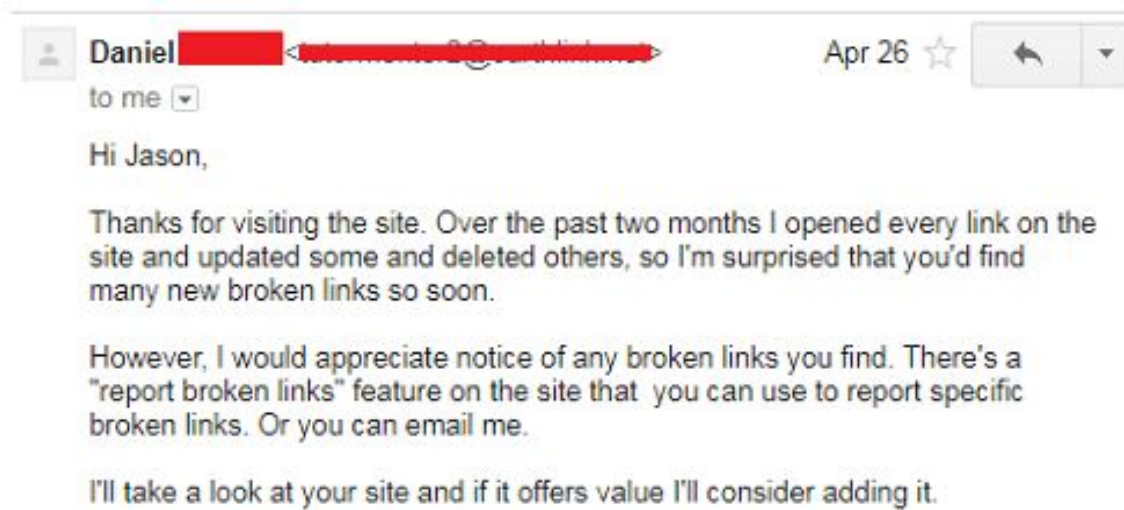 Daniel
Apr 26
to me
Hi Jason,
Thanks for visiting the site. Over the past two months I opened every link on the
site and updated some and deleted others, so I'm surprised that you'd find
many new broken links so soon.
However, I would appreciate notice of any broken links you find. There's a
"report broken links" feature on the site that you can use to report specific
broken links. Or you can email me.
I'll take a look at your site and if it offers value I'll consider adding it.